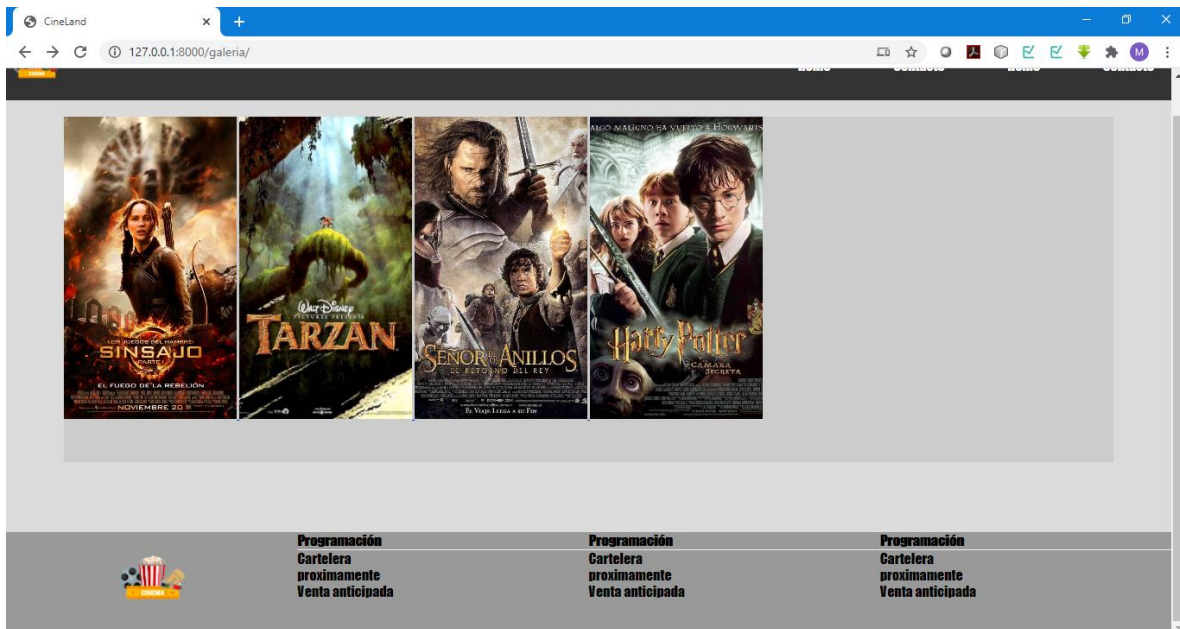 CineLand
127.0.0.1:8000/galeria/
M
Home Contacto Home Contacto
LOS JUEGOS DEL HAMBRE:
SINSAJO
PARTE 1
EL FUEGO DE LA REBELIÓN
NOVIEMBRE 20
WALT DISNEY
PICTURES PRESENTA
TARZAN
EL SEÑOR DE LOS ANILLOS
EL RETORNO DEL REY
EL VIAJE LLEGA A SU FIN
ALGO MALIGNO HA VUELTO A HOGWARTS
Harry Potter
CÁMARA
SECRETA
CINEMA
Programación Programación Programación
Cartelera Cartelera Cartelera
proximamente proximamente proximamente
Venta anticipada Venta anticipada Venta anticipada